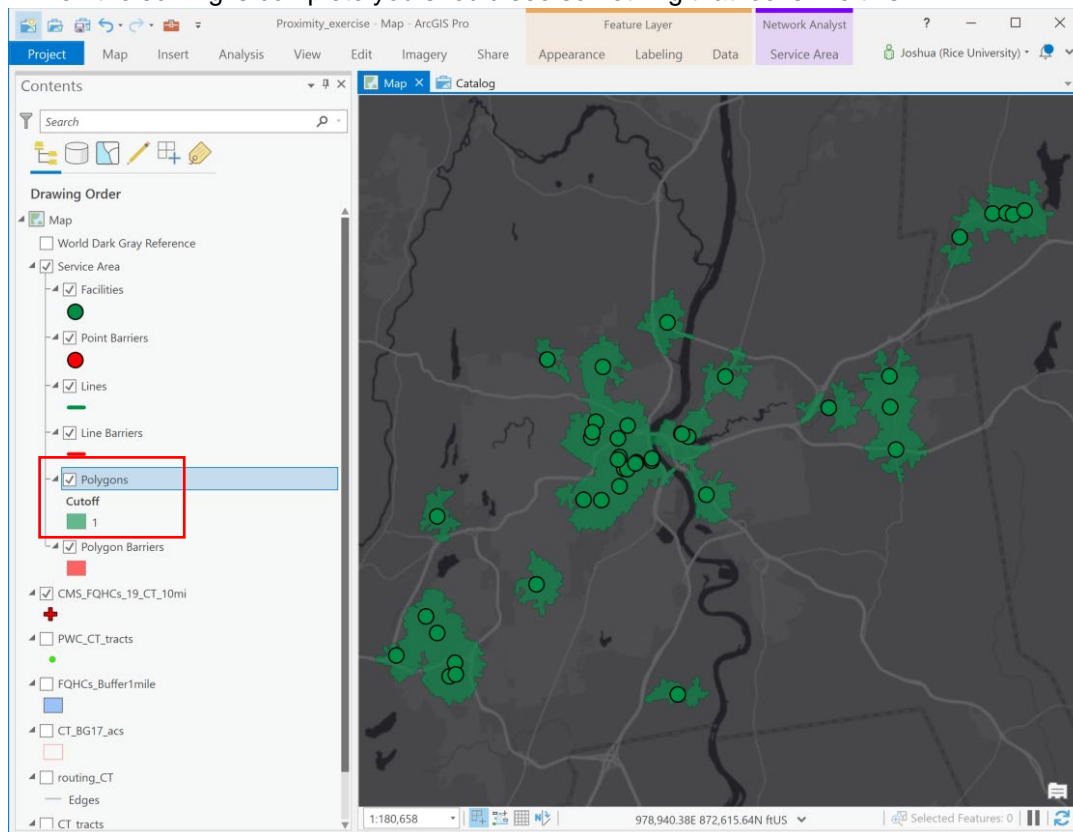 Proximity_exercise - Map - ArcGIS Pro
Feature Layer
Network Analyst
?
Project Map Insert Analysis View Edit Imagery Share Appearance Labeling Data Service Area
Joshua (Rice University)
Contents
Map Catalog
Search
Drawing Order
Map
World Dark Gray Reference
Service Area
Facilities
Point Barriers
Lines
Line Barriers
Polygons
Cutoff
1
Polygon Barriers
CMS_FQHCs_19_CT_10mi
PWC_CT_tracts
FQHCs_Buffer1mile
CT_BG17_acs
routing_CT
Edges
CT tracts
1:180,658
978,940.38E 872,615.64N ftUS
Selected Features: 0